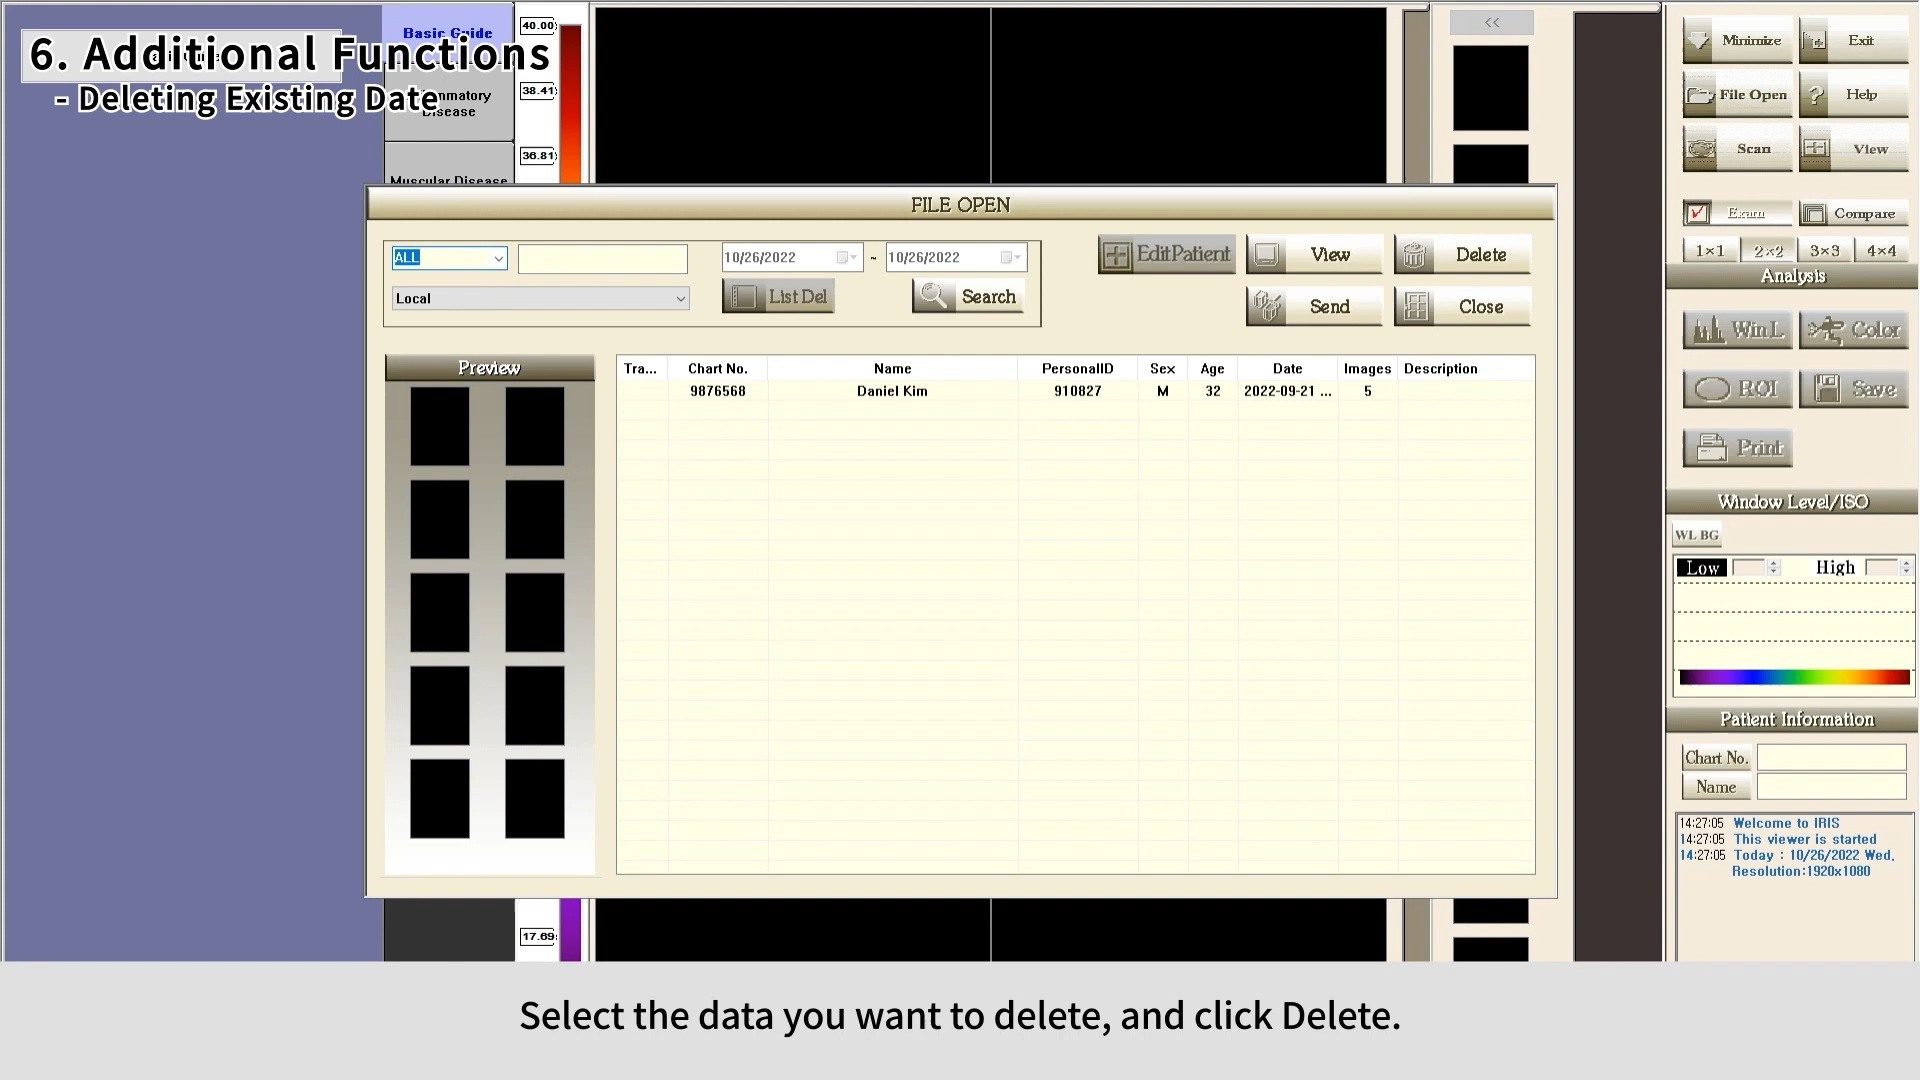 6. Additional Functions
- Deleting Existing Date
Basic Guide
Disease
Muscular Disease
40.00
38.41
36.81
17.69
<<
FILE OPEN
ALL
10/26/2022 ~ 10/26/2022
Local
List Del
Search
EditPatient
View
Delete
Send
Close
Preview
Tra... Chart No. Name PersonalID Sex Age Date Images Description
9876568 Daniel Kim 910827 M 32 2022-09-21 ... 5
Minimize
Exit
File Open
Help
Scan
View
Exam
Compare
1×1 2×2 3×3 4×4
Analysis
Win L
Color
ROI
Save
Print
Window Level/ISO
WL BG
Low High
Patient Information
Chart No.
Name
14:27:05 Welcome to IRIS
14:27:05 This viewer is started
14:27:05 Today : 10/26/2022 Wed,
Resolution:1920x1080
Select the data you want to delete, and click Delete.